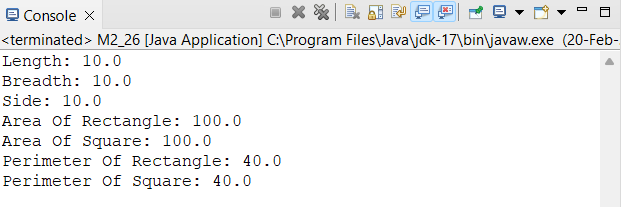 Console
<terminated> M2_26 [Java Application] C:\Program Files\Java\jdk-17\bin\javaw.exe (20-Feb-
Length: 10.0
Breadth: 10.0
Side: 10.0
Area Of Rectangle: 100.0
Area Of Square: 100.0
Perimeter Of Rectangle: 40.0
Perimeter Of Square: 40.0